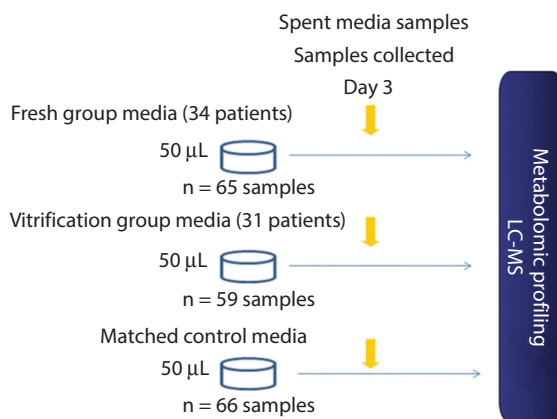 Spent media samples
Samples collected
Day 3
Fresh group media (34 patients)
50 μL
n = 65 samples
Vitrification group media (31 patients)
50 μL
n = 59 samples
Matched control media
50 μL
n = 66 samples
Metabolomic profiling
LC-MS